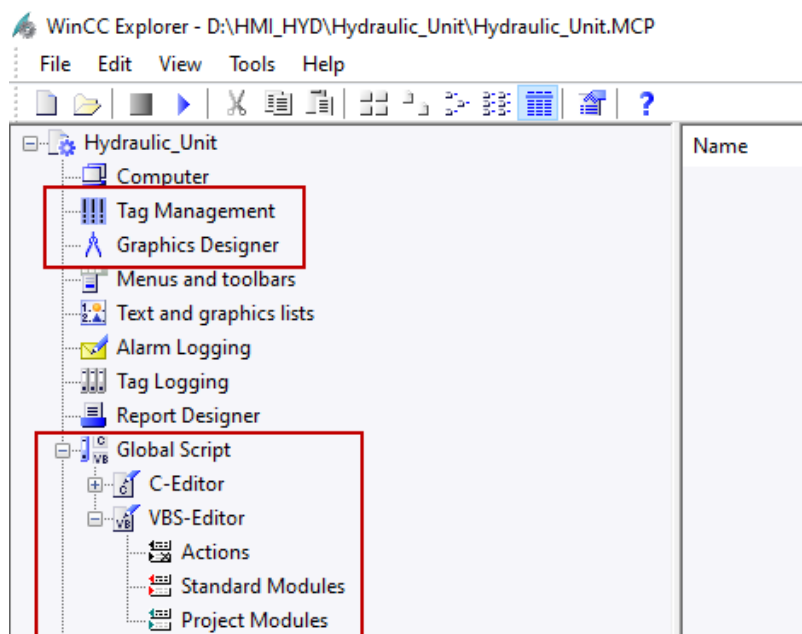 WinCC Explorer - D:\HMI_HYD\Hydraulic_Unit\Hydraulic_Unit.MCP
File Edit View Tools Help
Hydraulic_Unit
Name
Computer
Tag Management
Graphics Designer
Menus and toolbars
Text and graphics lists
Alarm Logging
Tag Logging
Report Designer
Global Script
C-Editor
VBS-Editor
Actions
Standard Modules
Project Modules